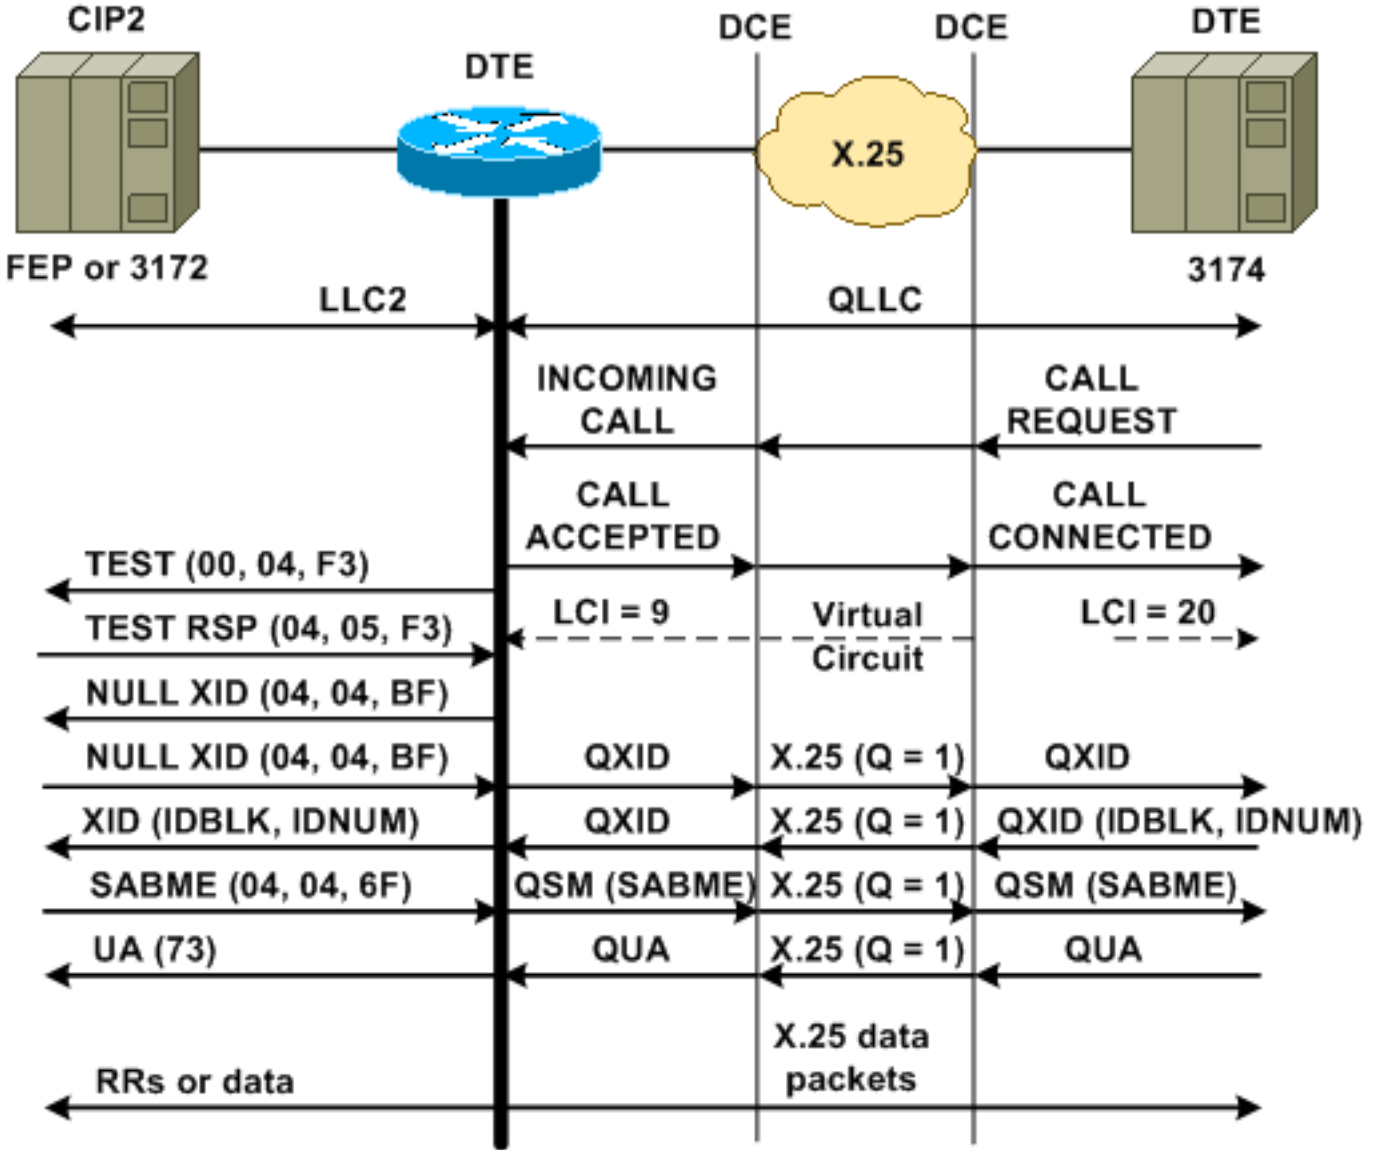 CIP2
DTE
DCE
DCE
DTE
X.25
FEP or 3172
3174
LLC2
QLLC
INCOMING
CALL
CALL
REQUEST
CALL
ACCEPTED
CALL
CONNECTED
TEST (00, 04, F3)
LCI = 9
Virtual
Circuit
LCI = 20
TEST RSP (04, 05, F3)
NULL XID (04, 04, BF)
NULL XID (04, 04, BF)
QXID
X.25 (Q = 1)
QXID
XID (IDBLK, IDNUM)
QXID
X.25 (Q = 1)
QXID (IDBLK, IDNUM)
SABME (04, 04, 6F)
QSM (SABME)
X.25 (Q = 1)
QSM (SABME)
UA (73)
QUA
X.25 (Q = 1)
QUA
X.25 data
packets
RRs or data